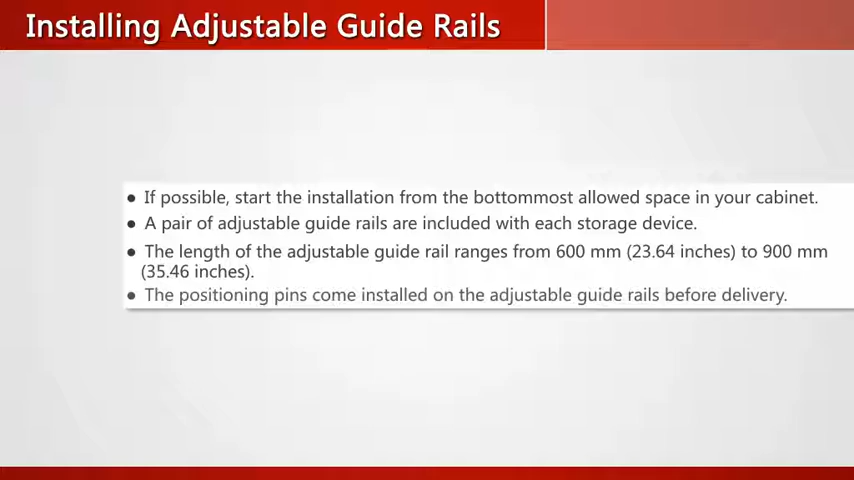 Installing Adjustable Guide Rails
● If possible, start the installation from the bottommost allowed space in your cabinet.
● A pair of adjustable guide rails are included with each storage device.
● The length of the adjustable guide rail ranges from 600 mm (23.64 inches) to 900 mm
(35.46 inches).
● The positioning pins come installed on the adjustable guide rails before delivery.